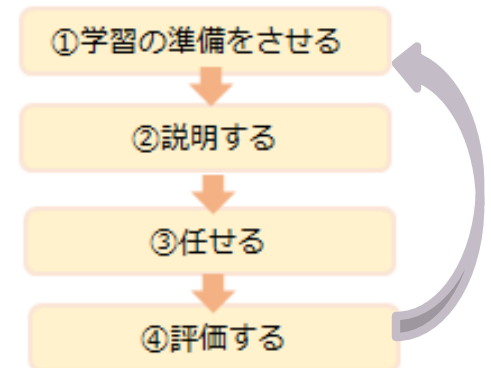 ①学習の準備をさせる
②説明する
③任せる
④評価する